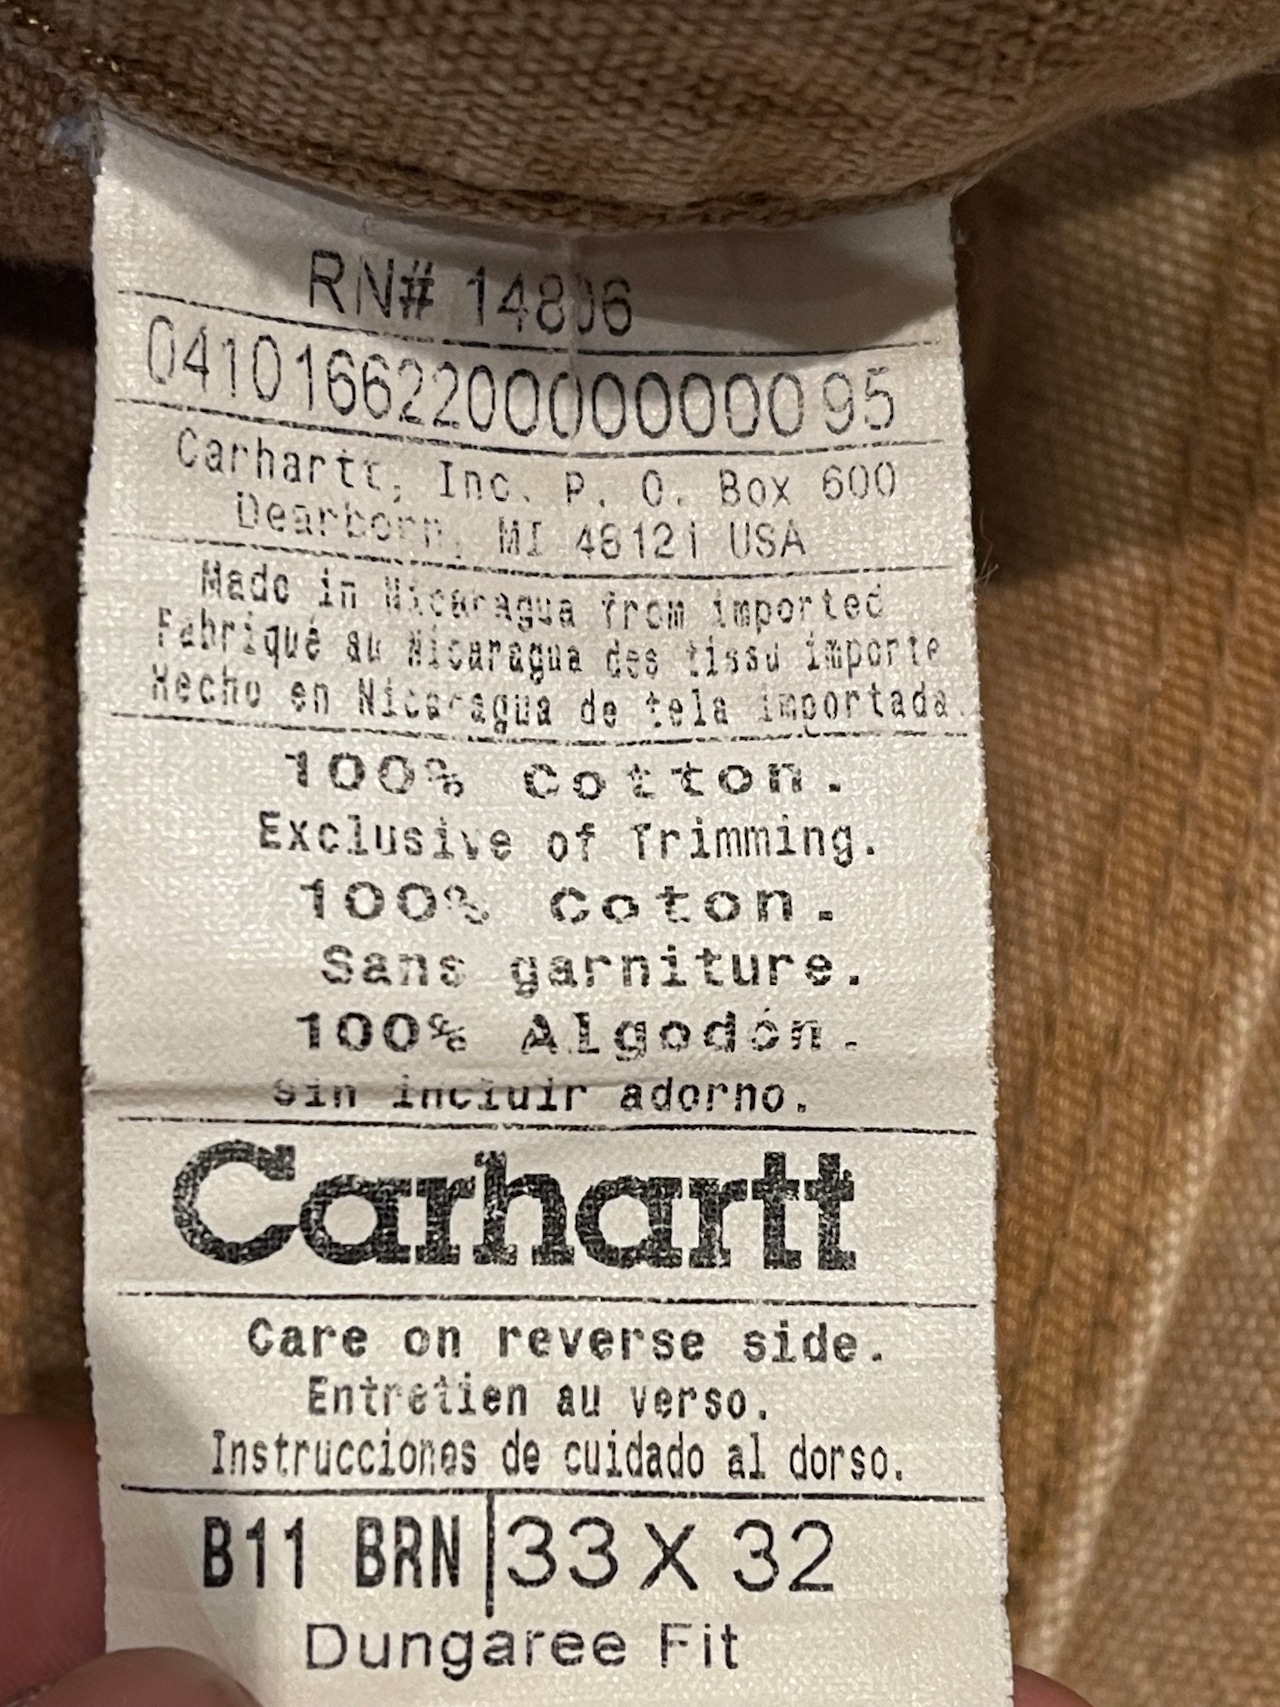 RN# 14806
0410166220000000000095
Carhartt, Inc. P. O. Box 600
Dearborn, MI 48121 USA
Made in Nicaragua from imported
Fabriqué au Nicaragua des tissu importe
Hecho en Nicaragua de tela importada.
100% Cotton.
Exclusive of Trimming.
100% Coton.
Sans garniture.
100% Algodón.
Sin incluir adorno.
Carhartt
Care on reverse side.
Entretien au verso.
Instrucciones de cuidado al dorso.
B11 BRN 33 X 32
Dungaree Fit